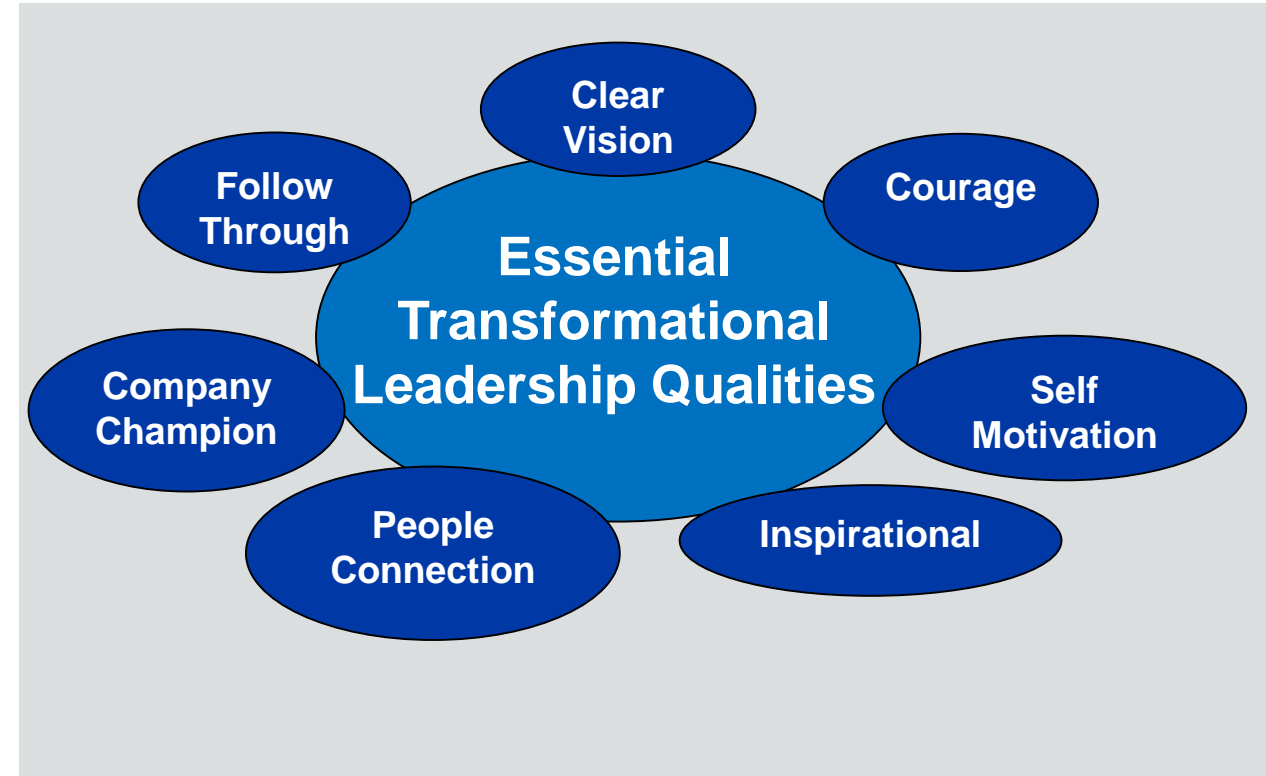 Clear
Vision
Courage
Self
Motivation
Inspirational
People
Connection
Company
Champion
Follow
Through
Essential
Transformational
Leadership Qualities